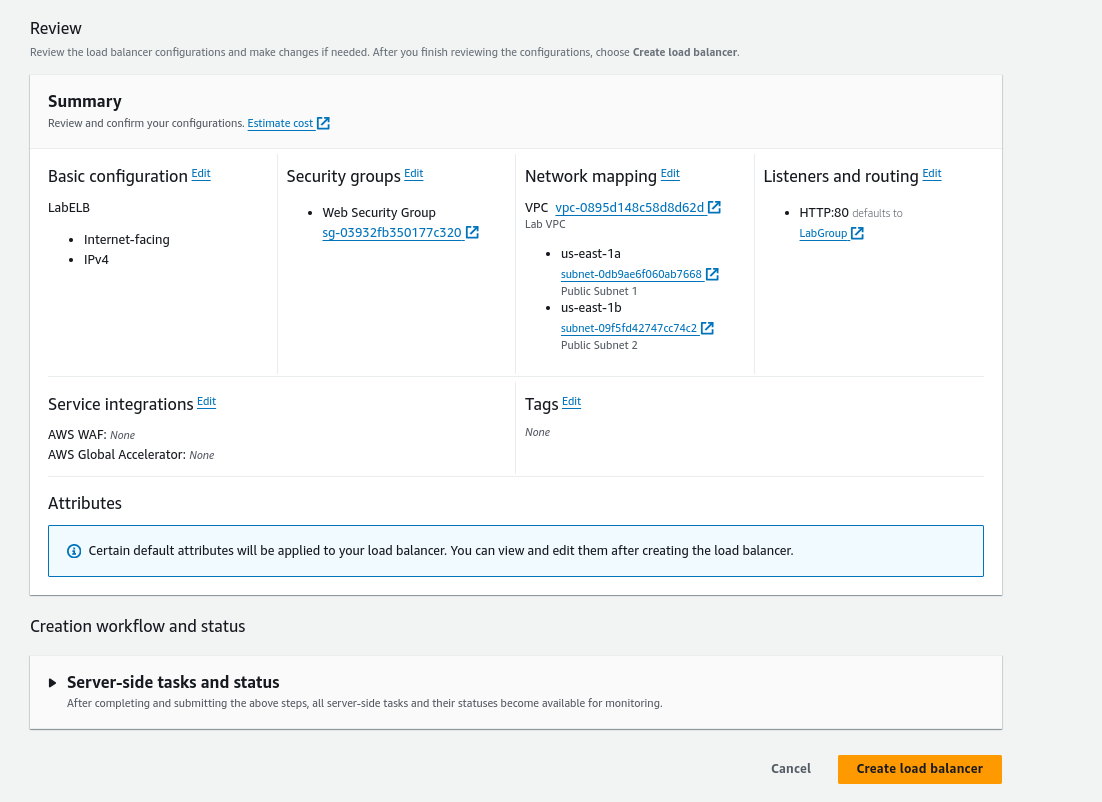 Review
Review the load balancer configurations and make changes if needed. After you finish reviewing the configurations, choose Create load balancer.
Summary
Review and confirm your configurations. Estimate cost
Basic configuration Edit
LabELB
• Internet-facing
• IPv4
Security groups Edit
• Web Security Group
sg-03932fb350177c320
Network mapping Edit
VPC vpc-0895d148c58d8d62d
Lab VPC
• us-east-1a
subnet-0db9ae6f060ab7668
Public Subnet 1
• us-east-1b
subnet-09f5fd42747cc74c2
Public Subnet 2
Listeners and routing Edit
• HTTP:80 defaults to
LabGroup
Service integrations Edit
AWS WAF: None
AWS Global Accelerator: None
Tags Edit
None
Attributes
Certain default attributes will be applied to your load balancer. You can view and edit them after creating the load balancer.
Creation workflow and status
Server-side tasks and status
After completing and submitting the above steps, all server-side tasks and their statuses become available for monitoring.
Cancel
Create load balancer